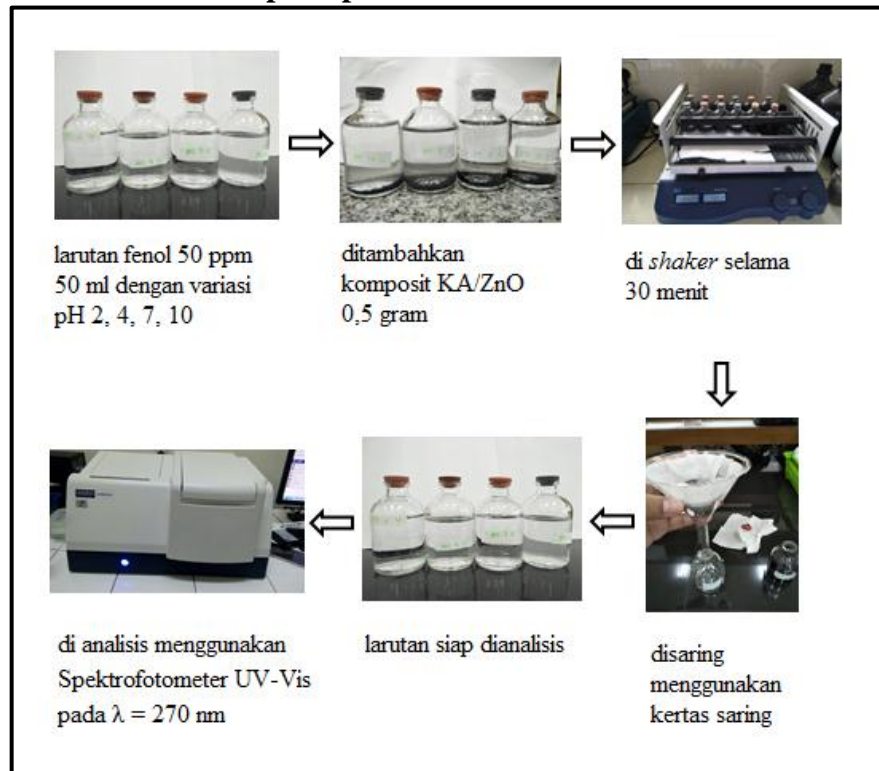 larutan fenol 50 ppm
50 ml dengan variasi
pH 2, 4, 7, 10
ditambahkan
komposit KA/ZnO
0,5 gram
di shaker selama
30 menit
disaring
menggunakan
kertas saring
larutan siap dianalisis
di analisis menggunakan
Spektrofotometer UV-Vis
pada λ = 270 nm